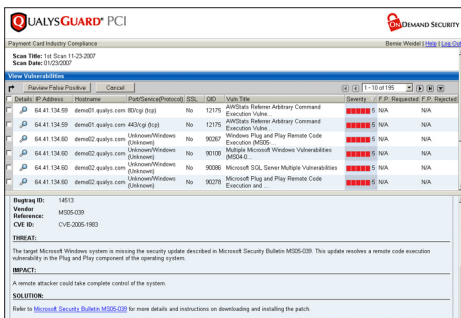 QUALYSGUARD® PCI
ON DEMAND SECURITY
Payment Card Industry Compliance
Bernie Weidel | Help | Log Out
Scan Title: 1st Scan 11-23-2007
Scan Date: 01/23/2007
View Vulnerabilities
Review False Positive Cancel 1 - 10 of 195
Details IP Address Hostname Port/Service(Protocol) SSL QID Vuln Title Severity F.P. Requested F.P. Rejected
64.41.134.59 demo01.qualys.com 80/cgi (tcp) No 12175 AWStats Referer Arbitrary Command Execution Vulne... 5 N/A N/A
64.41.134.59 demo01.qualys.com 443/cgi (tcp) No 12175 AWStats Referer Arbitrary Command Execution Vulne... 5 N/A N/A
64.41.134.60 demo02.qualys.com Unknown/Windows (Unknown) No 90267 Windows Plug and Play Remote Code Execution (MS05-... 5 N/A N/A
64.41.134.60 demo02.qualys.com Unknown/Windows (Unknown) No 90108 Multiple Microsoft Windows Vulnerabilities (MS04-0... 5 N/A N/A
64.41.134.60 demo02.qualys.com Unknown/Windows (Unknown) No 90086 Microsoft SQL Server Multiple Vulnerabilities 5 N/A N/A
64.41.134.60 demo02.qualys.com Unknown/Windows (Unknown) No 90278 Microsoft Plug and Play Remote Code Execution and ... 5 N/A N/A
Bugtraq ID: 14513
Vendor Reference: MS05-039
CVE ID: CVE-2005-1983
THREAT:
The target Microsoft Windows system is missing the security update described in Microsoft Security Bulletin MS05-039. This update resolves a remote code execution
vulnerability in the Plug and Play component of the operating system.
IMPACT:
A remote attacker could take complete control of the system.
SOLUTION:
Refer to Microsoft Security Bulletin MS05-039 for more details and instructions on downloading and installing the patch.